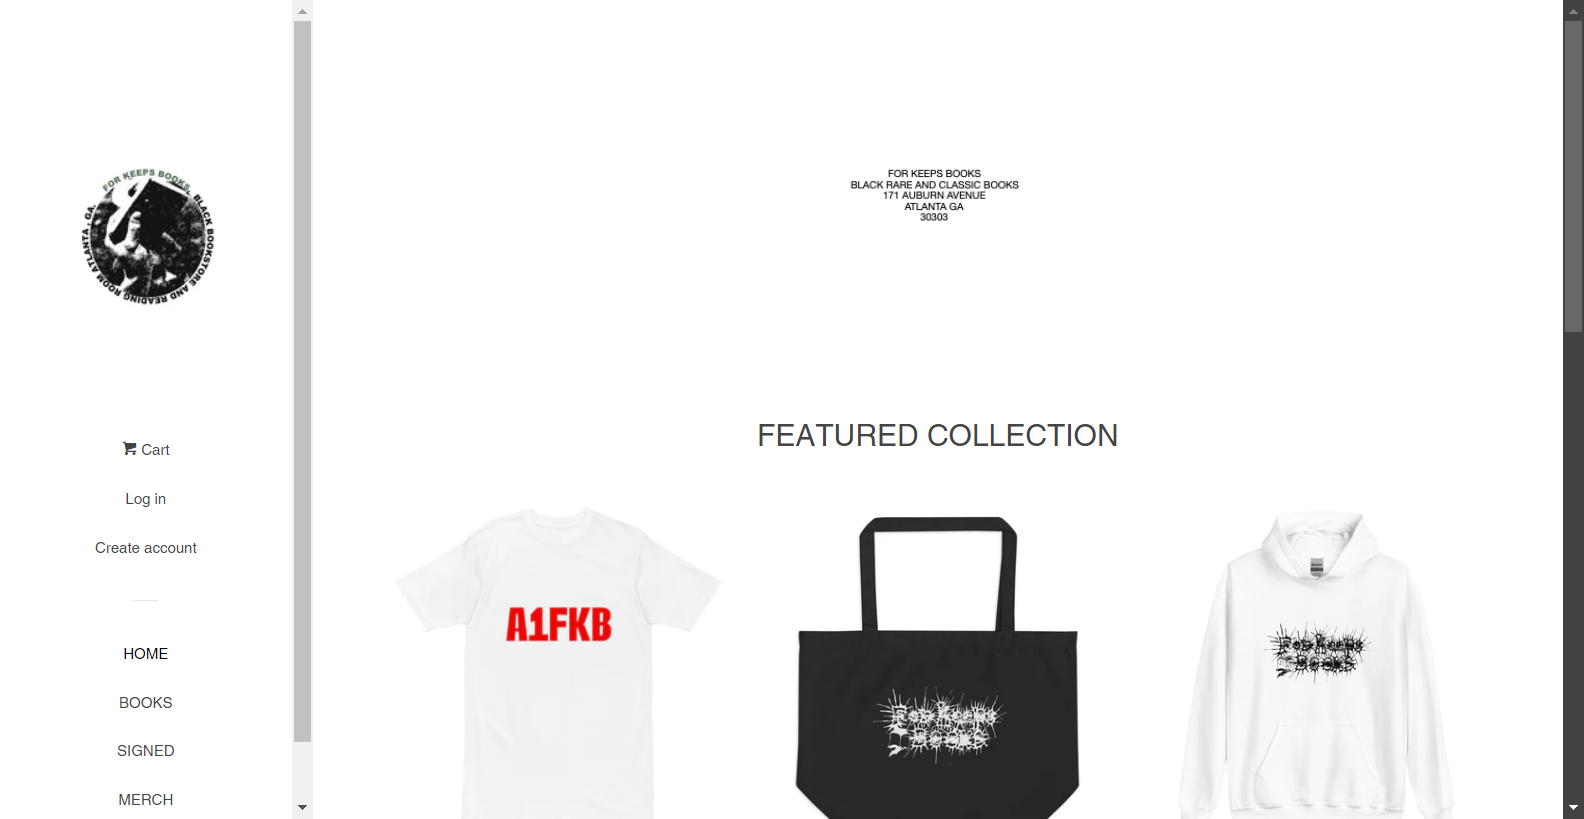 FOR KEEPS BOOKS, BLACK BOOKSTORE AND READING ROOM ATLANTA, GA.
Cart
Log in
Create account
HOME
BOOKS
SIGNED
MERCH
FOR KEEPS BOOKS
BLACK RARE AND CLASSIC BOOKS
171 AUBURN AVENUE
ATLANTA GA
30303
FEATURED COLLECTION
A1FKB
For Keeps
Books
For Keeps
Books